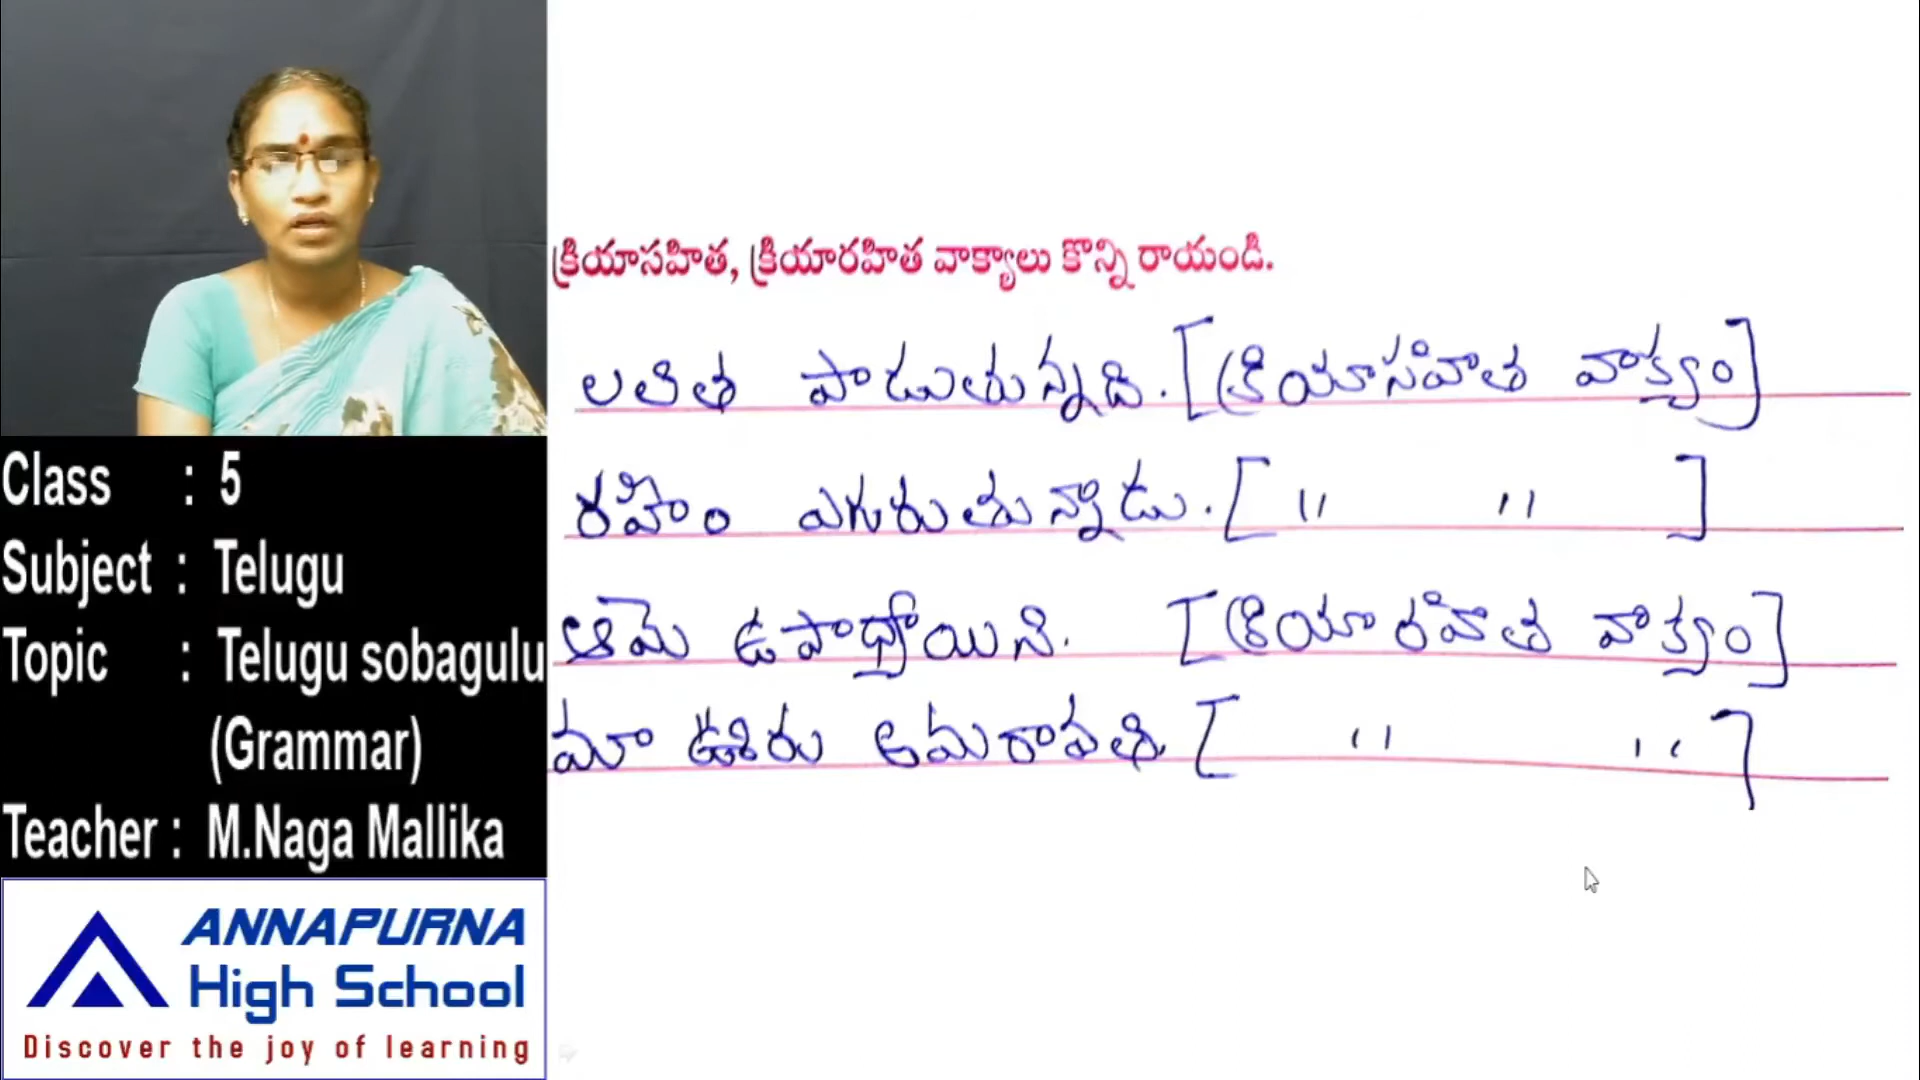 క్రియాసహిత, క్రియారహిత వాక్యాలు కొన్ని రాయండి.
లలిత పాడుతున్నది. [క్రియాసహిత వాక్యం]
రహీం ఎగురుతున్నాడు. [ " " ]
ఆమె ఉపాధ్యాయిని. [క్రియారహిత వాక్యం]
మా ఊరు అమరావతి. [ " " ]
Class : 5
Subject : Telugu
Topic : Telugu sobagulu
(Grammar)
Teacher : M.Naga Mallika
ANNAPURNA
High School
Discover the joy of learning